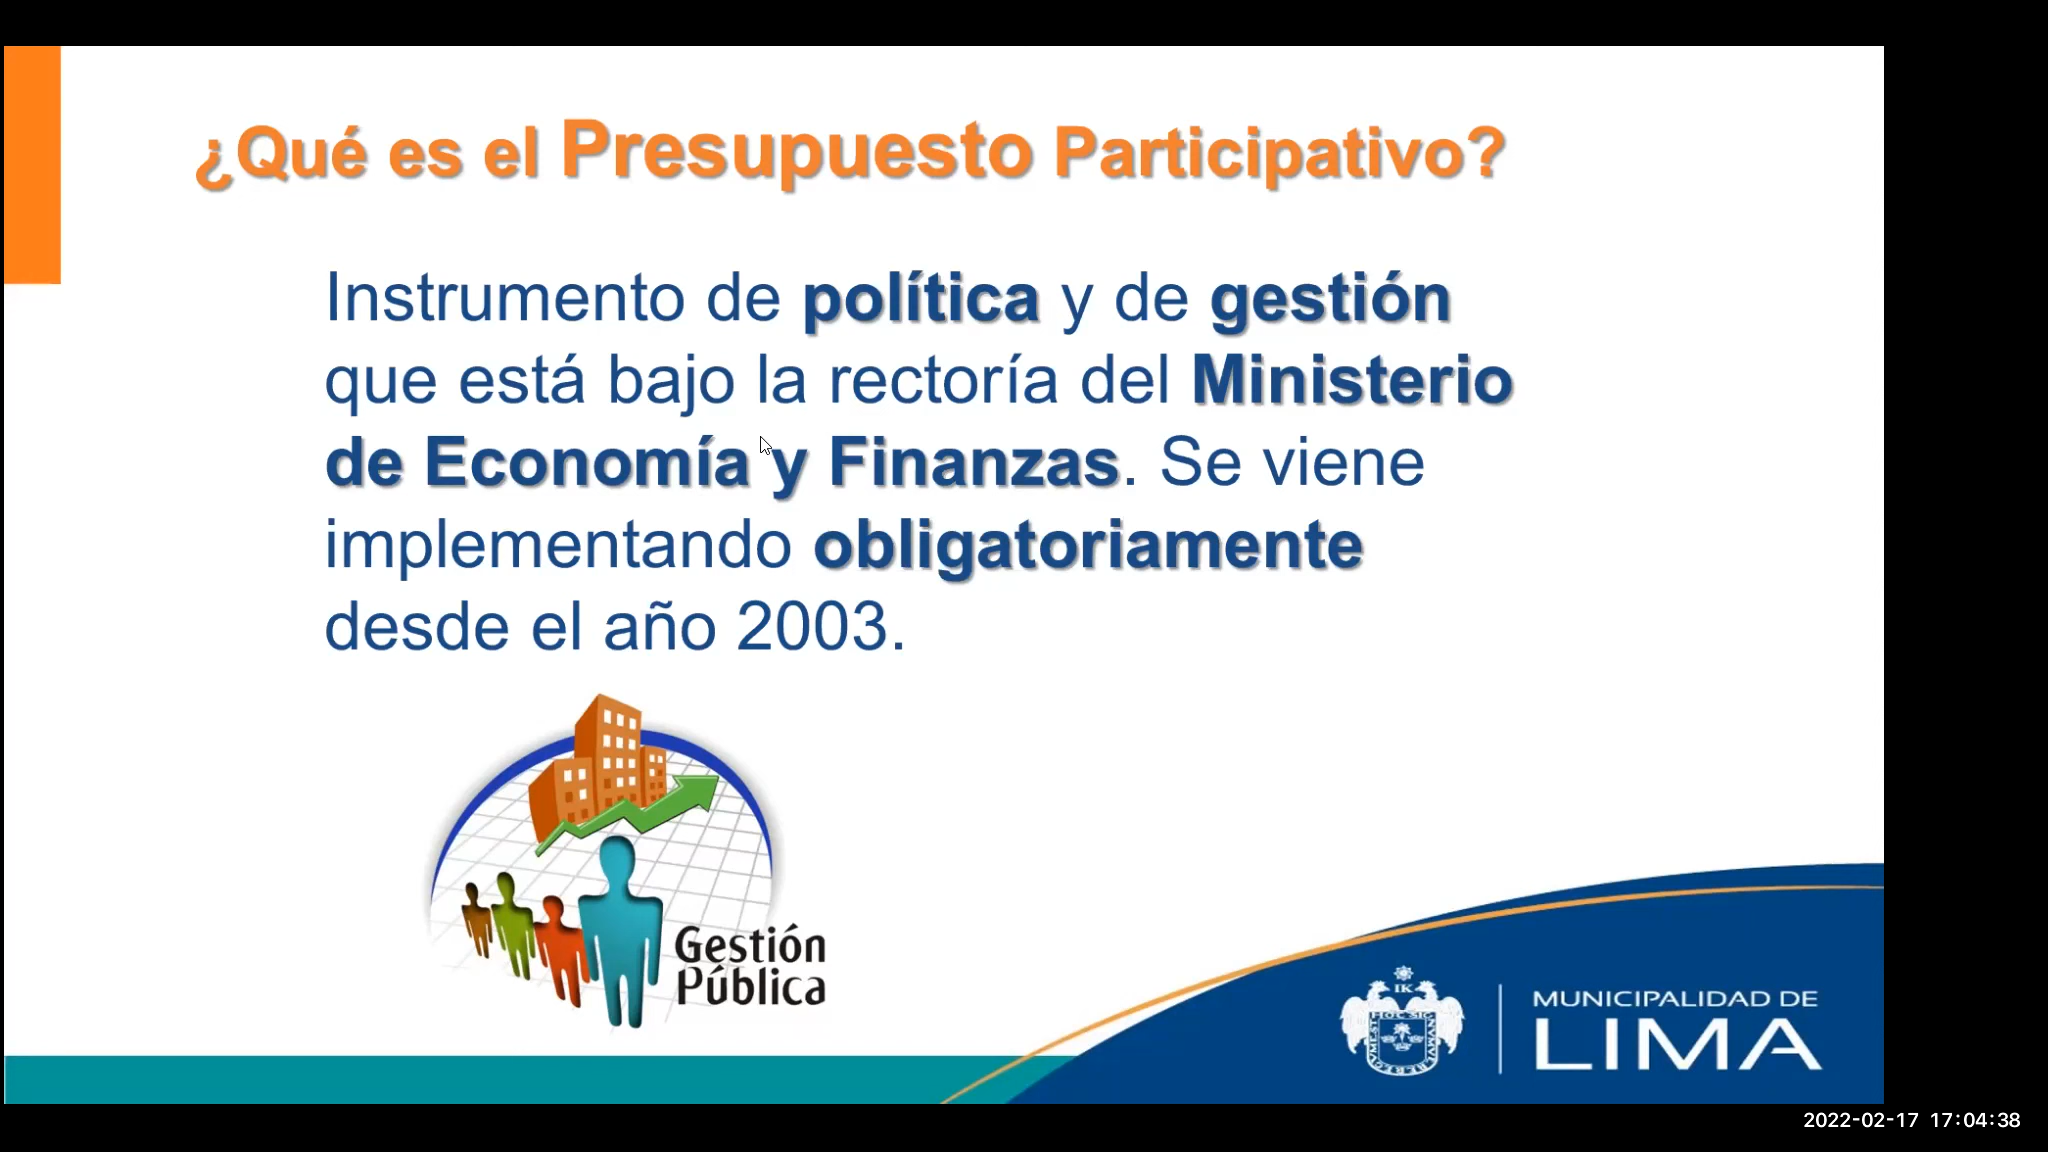 ¿Qué es el Presupuesto Participativo?
Instrumento de política y de gestión
que está bajo la rectoría del Ministerio
de Economía y Finanzas. Se viene
implementando obligatoriamente
desde el año 2003.
Gestión
Pública
IK
MUNICIPALIDAD DE
LIMA
2022-02-17 17:04:38